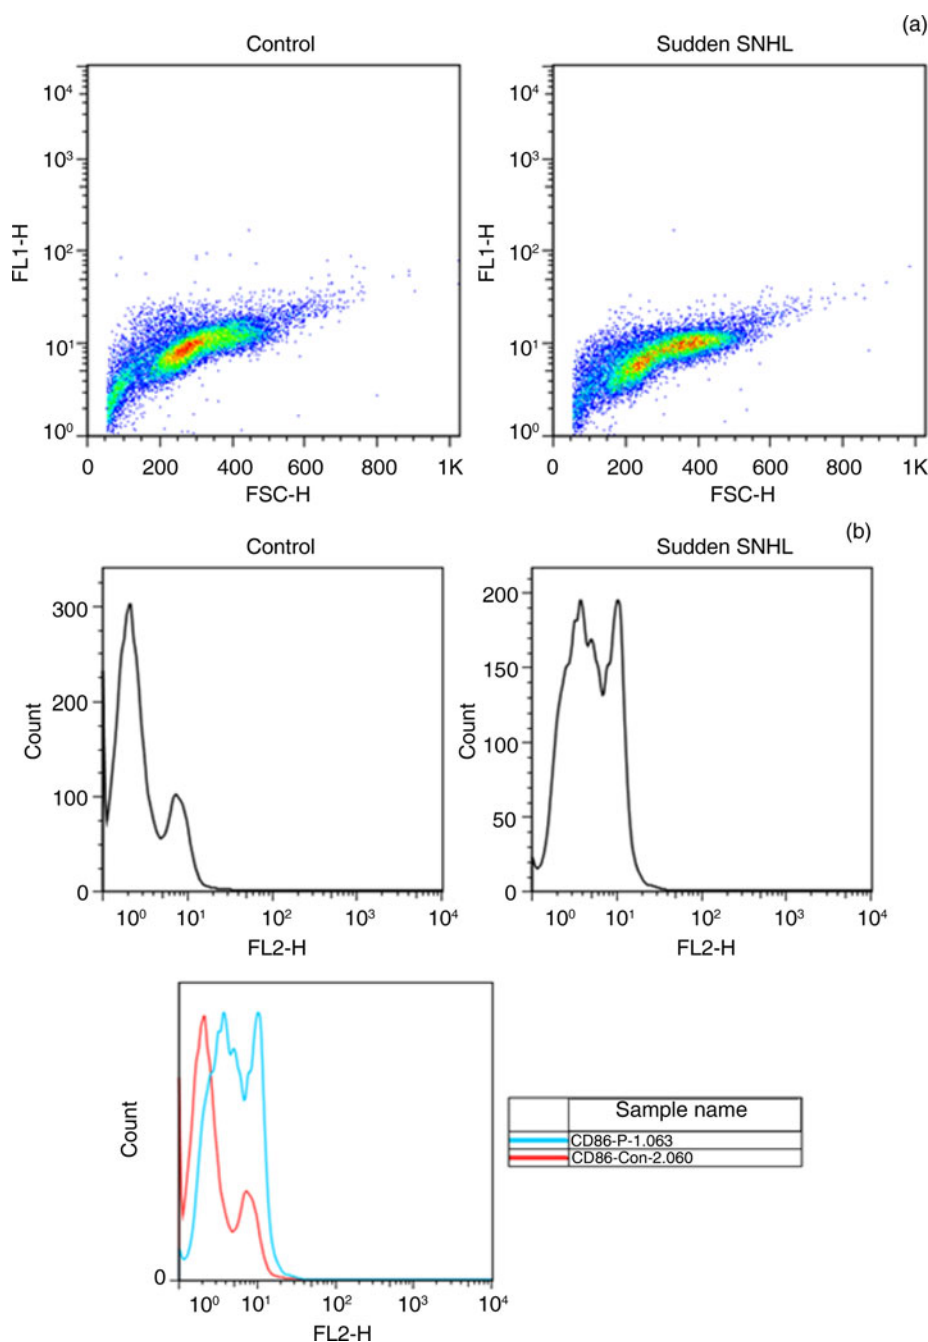 (a)
Control
Sudden SNHL
10⁴
10³
10²
10¹
10⁰
FL1-H
0 200 400 600 800 1K
FSC-H
10⁴
10³
10²
10¹
10⁰
FL1-H
0 200 400 600 800 1K
FSC-H
(b)
Control
Sudden SNHL
300
200
100
0
Count
10⁰ 10¹ 10² 10³ 10⁴
FL2-H
200
150
100
50
0
Count
10⁰ 10¹ 10² 10³ 10⁴
FL2-H
Count
0
10⁰ 10¹ 10² 10³ 10⁴
FL2-H
Sample name
CD86-P-1.063
CD86-Con-2.060